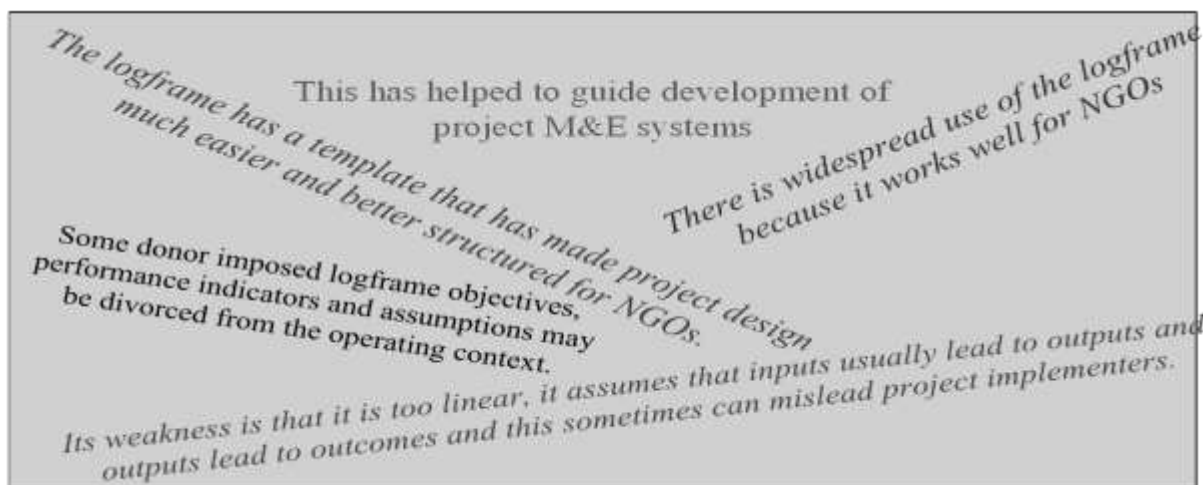 The logframe has a template that has made project design
much easier and better structured for NGOs.
This has helped to guide development of
project M&E systems
There is widespread use of the logframe
because it works well for NGOs
Some donor imposed logframe objectives,
performance indicators and assumptions may
be divorced from the operating context.
Its weakness is that it is too linear, it assumes that inputs usually lead to outputs and
outputs lead to outcomes and this sometimes can mislead project implementers.